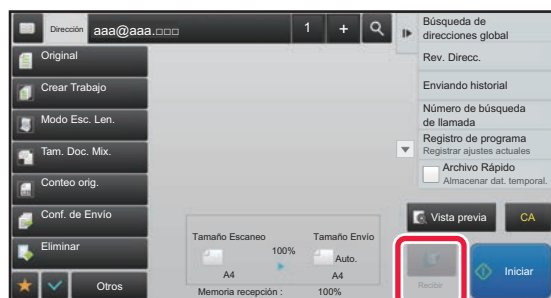 Dirección
aaa@aaa.□□□
1
+
Original
Crear Trabajo
Modo Esc. Len.
Tam. Doc. Mix.
Conteo orig.
Conf. de Envío
Eliminar
Otros
Tamaño Escaneo
Tamaño Envío
100%
Auto.
A4
A4
Memoria recepción :
100%
Búsqueda de
direcciones global
Rev. Direcc.
Enviando historial
Número de búsqueda
de llamada
Registro de programa
Registrar ajustes actuales
Archivo Rápido
Almacenar dat. temporal.
Vista previa
CA
Recibir
Iniciar